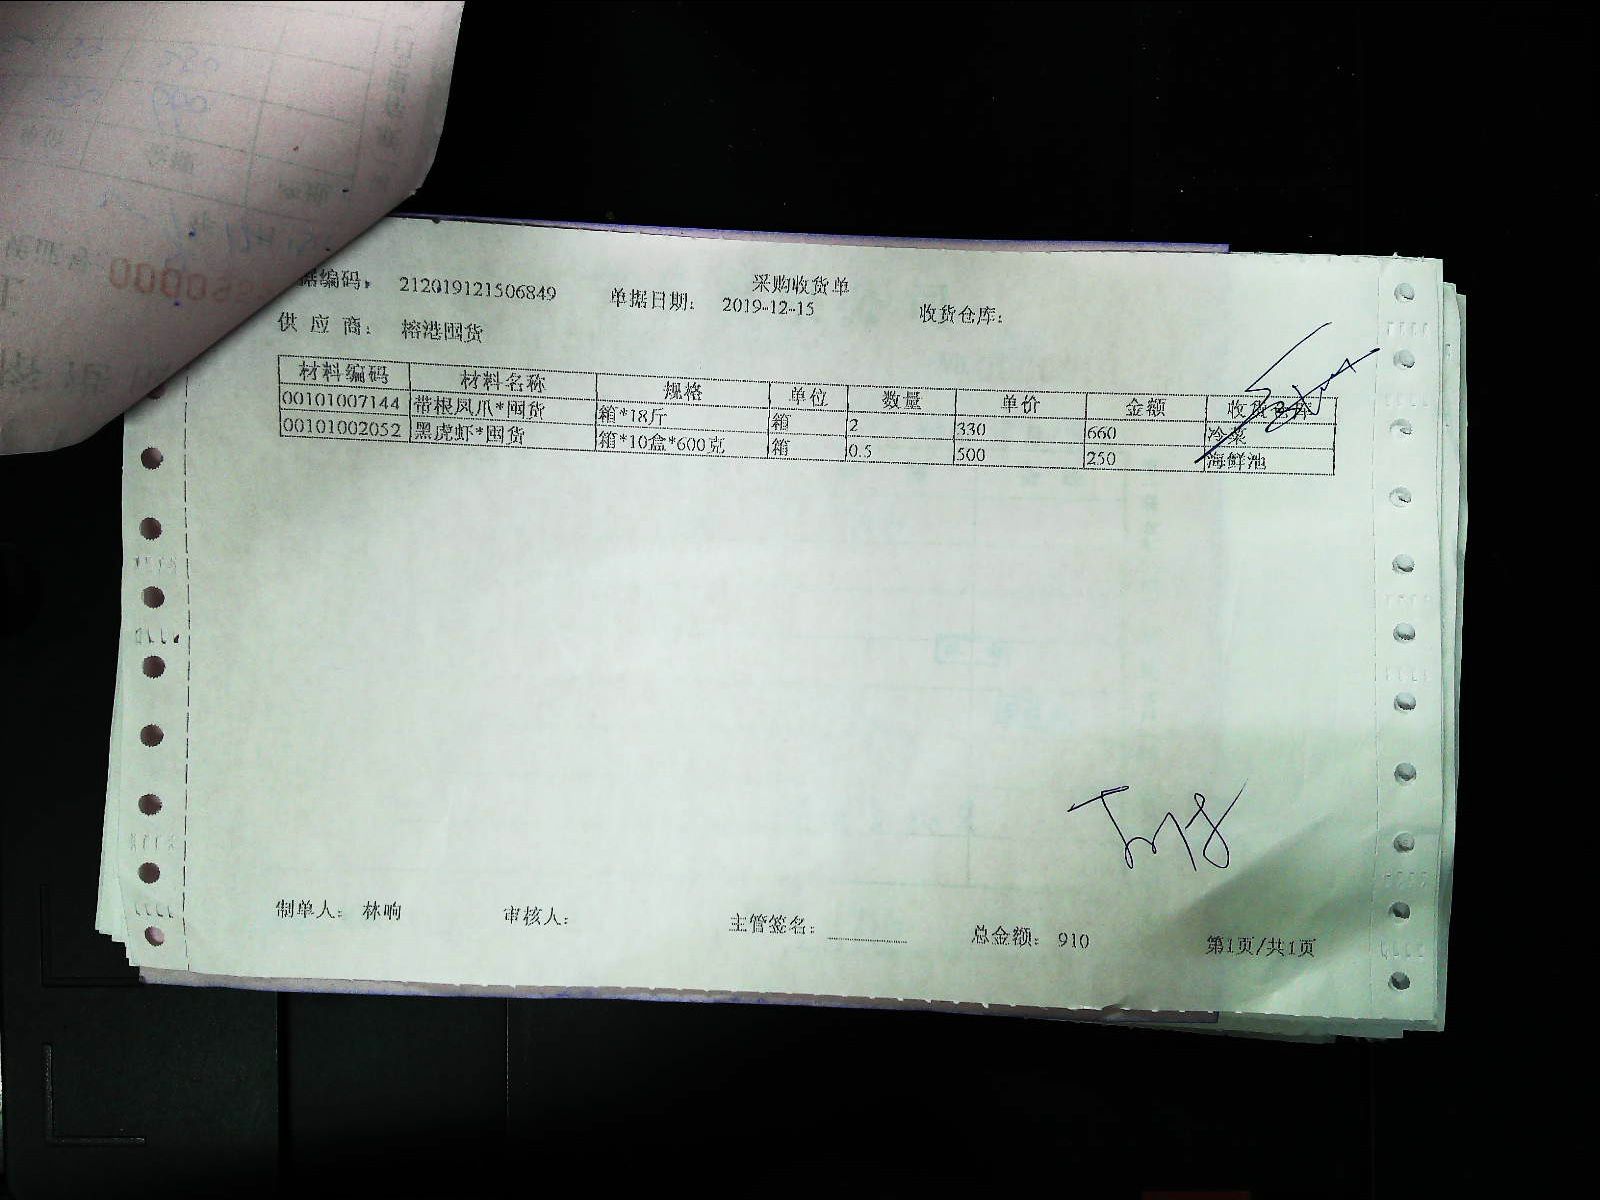 采购收货单
据编码： 212019121506849 单据日期： 2019-12-15 收货仓库：
供 应 商： 榕港囤货
材料编码 材料名称 规格 单位 数量 单价 金额 收货
00101007144 带根凤爪*囤货 箱*18斤 箱 2 330 660 冷菜
00101002052 黑虎虾*囤货 箱*10盒*600克 箱 0.5 500 250 海鲜池
制单人： 林响 审核人： 主管签名： 总金额： 910 第1页/共1页